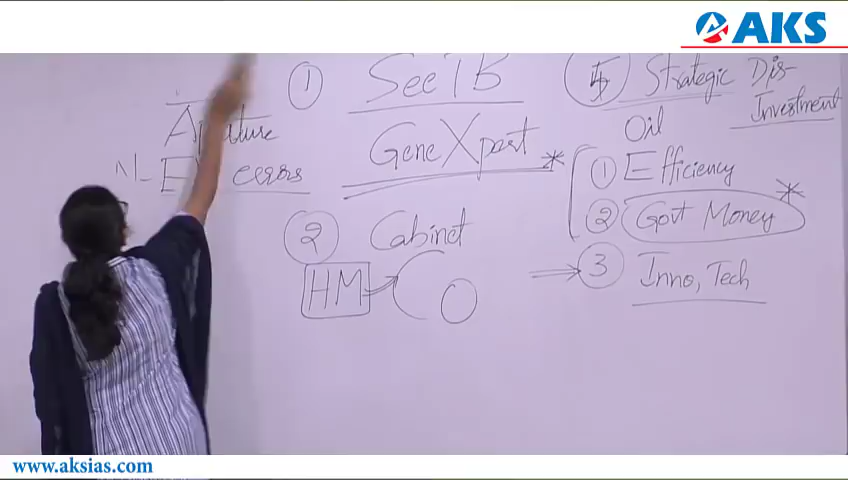 AKS
① See TB
GeneXpert *
Aperture
N- errors
② Cabinet
HM
Strategic Dis-
Investment
Oil
① Efficiency
② Govt Money *
③ Inno, Tech
www.aksias.com